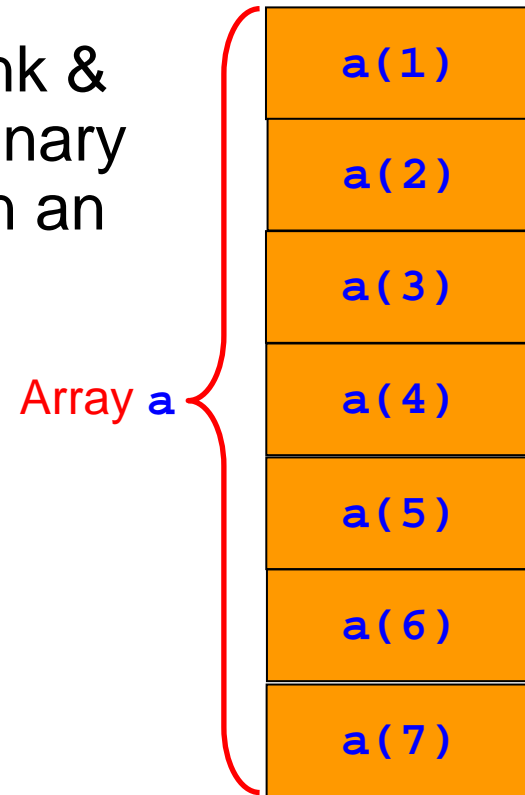 nk &
nary
n an
Array a
a(1)
a(2)
a(3)
a(4)
a(5)
a(6)
a(7)